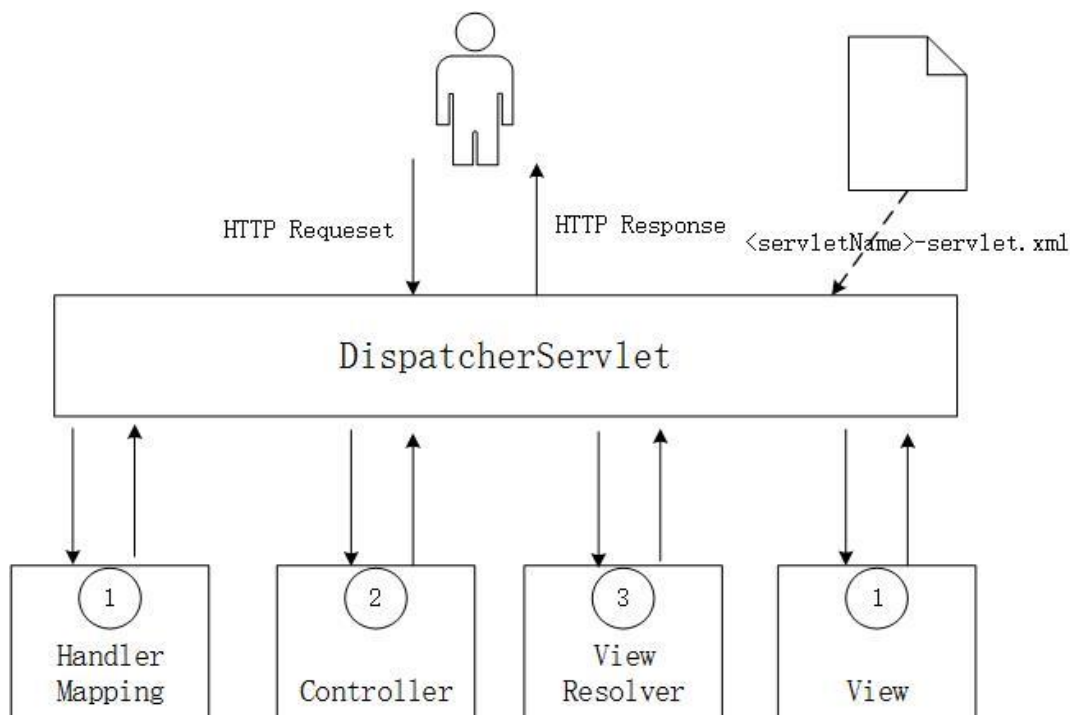 HTTP Requeset
HTTP Response
<servletName>-servlet.xml
DispatcherServlet
1
Handler
Mapping
2
Controller
3
View
Resolver
1
View